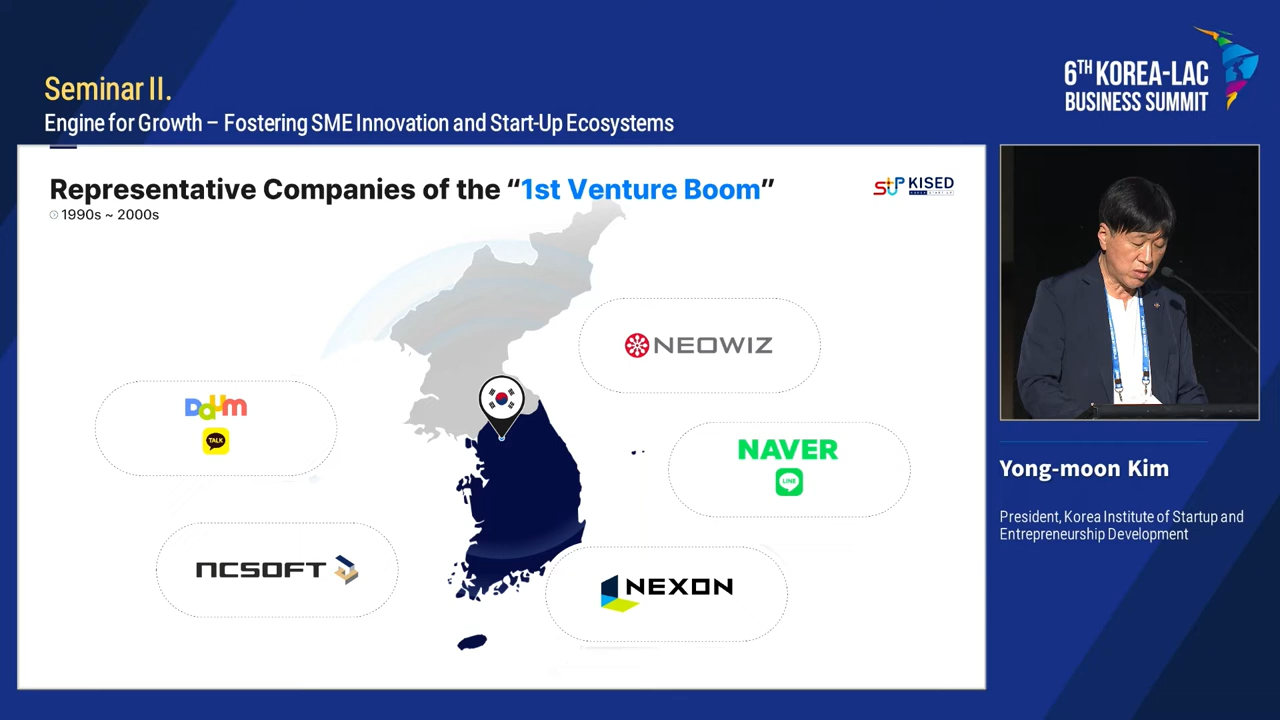 Seminar II.
Engine for Growth – Fostering SME Innovation and Start-Up Ecosystems
6TH KOREA-LAC
BUSINESS SUMMIT
Representative Companies of the “1st Venture Boom”
1990s ~ 2000s
KISED
NEOWIZ
Daum
TALK
NAVER
LINE
NCSOFT
NEXON
Yong-moon Kim
President, Korea Institute of Startup and
Entrepreneurship Development